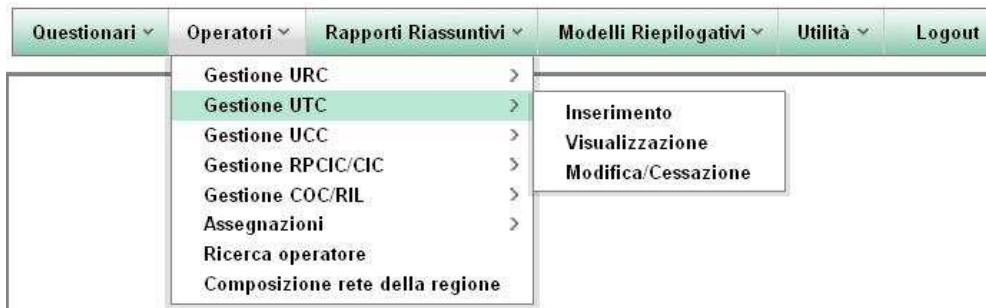 Questionari Operatori Rapporti Riassuntivi Modelli Riepilogativi Utilità Logout
Gestione URC
Gestione UTC
Gestione UCC
Gestione RPCIC/CIC
Gestione COC/RIL
Assegnazioni
Ricerca operatore
Composizione rete della regione
Inserimento
Visualizzazione
Modifica/Cessazione